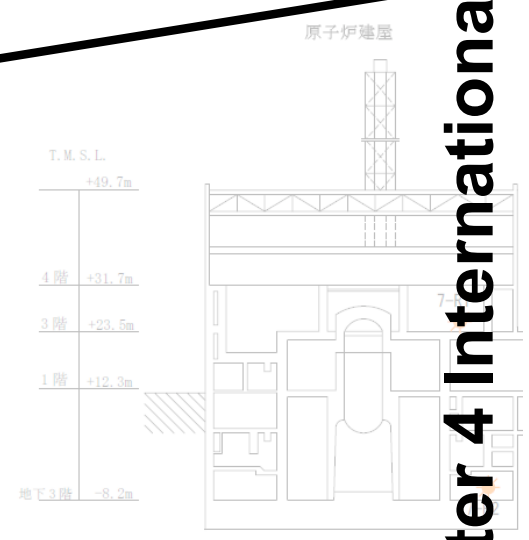 原子炉建屋
T.M.S.L.
+49.7m
4階 +31.7m
3階 +23.5m
1階 +12.3m
地下3階 -8.2m
ter 4 Internationa